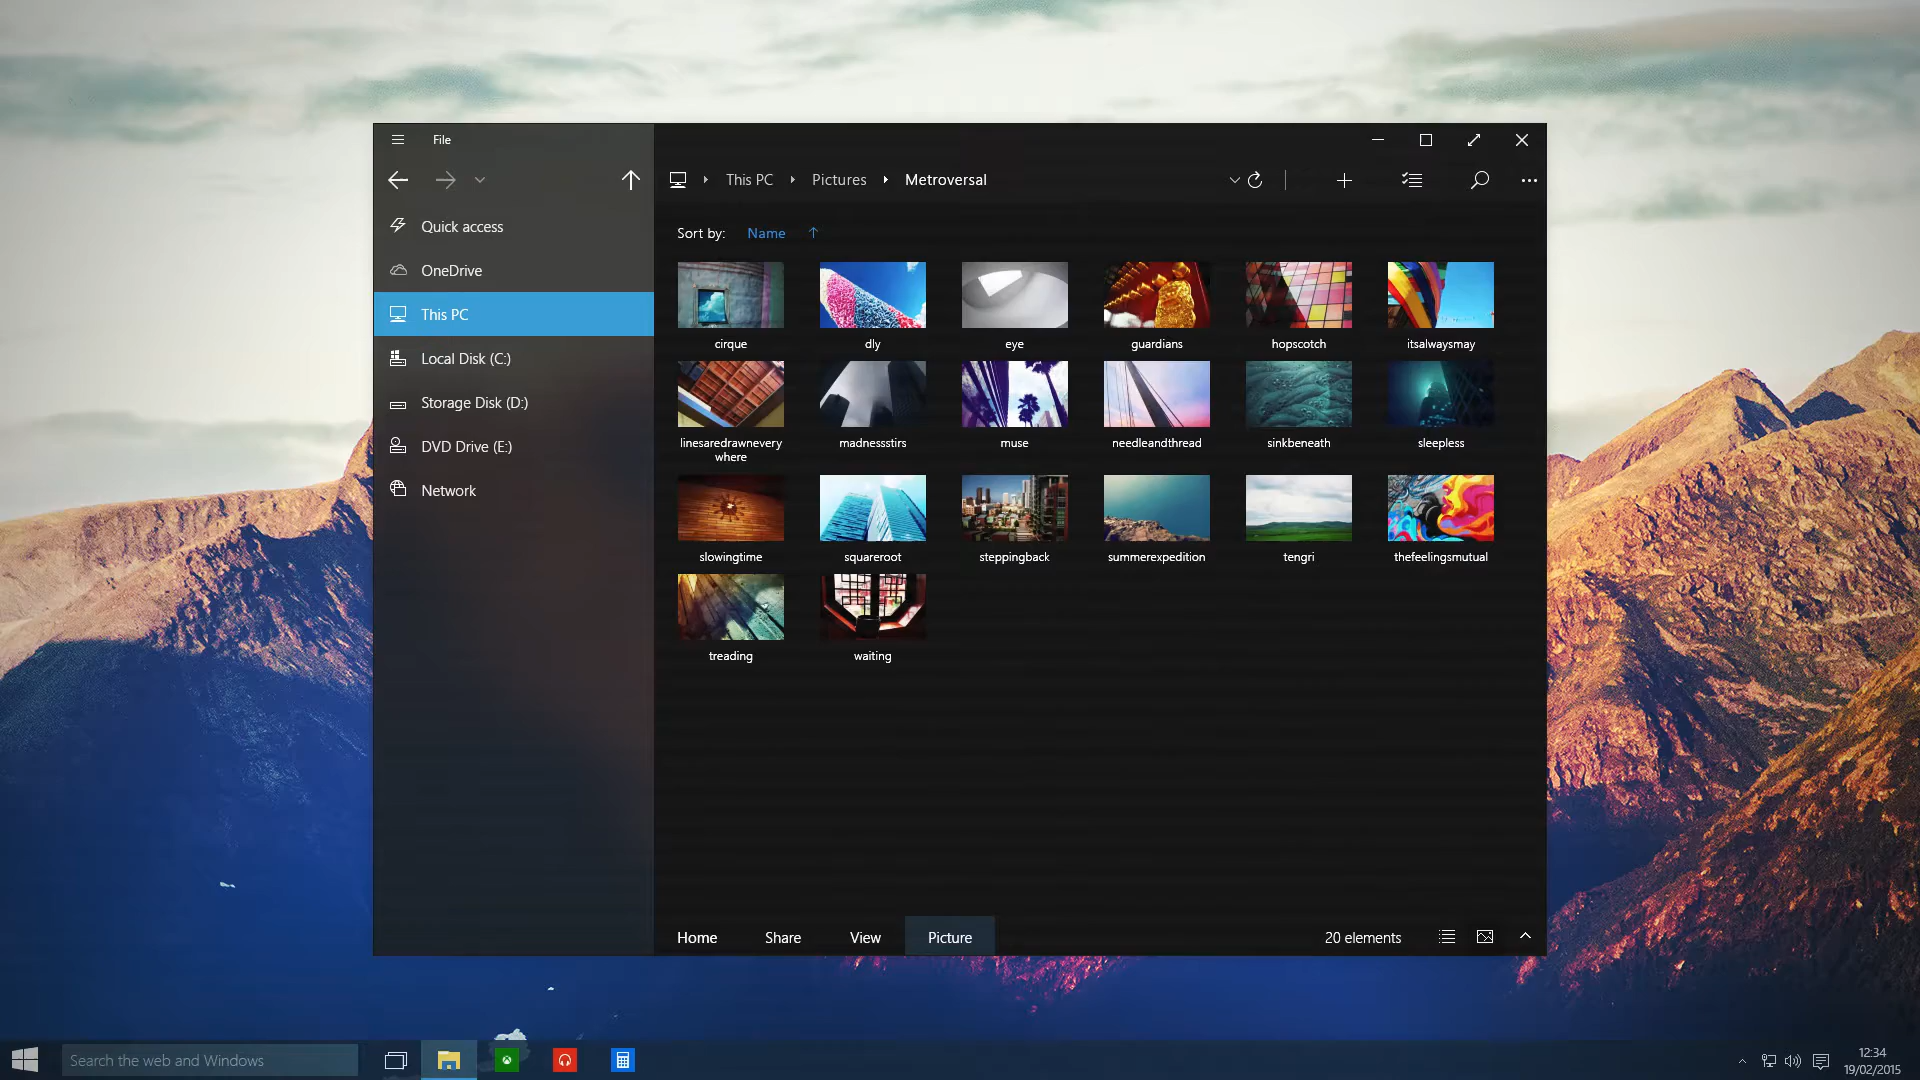 File
This PC
Pictures
Metroversal
Quick access
OneDrive
This PC
Local Disk (C:)
Storage Disk (D:)
DVD Drive (E:)
Network
Sort by: Name
cirque
dly
eye
guardians
hopscotch
itsalwaysmay
linesaredrawnevery
where
madnessstirs
muse
needleandthread
sinkbeneath
sleepless
slowingtime
squareroot
steppingback
summerexpedition
tengri
thefeelingsmutual
treading
waiting
Home
Share
View
Picture
20 elements
Search the web and Windows
12:34
19/02/2015